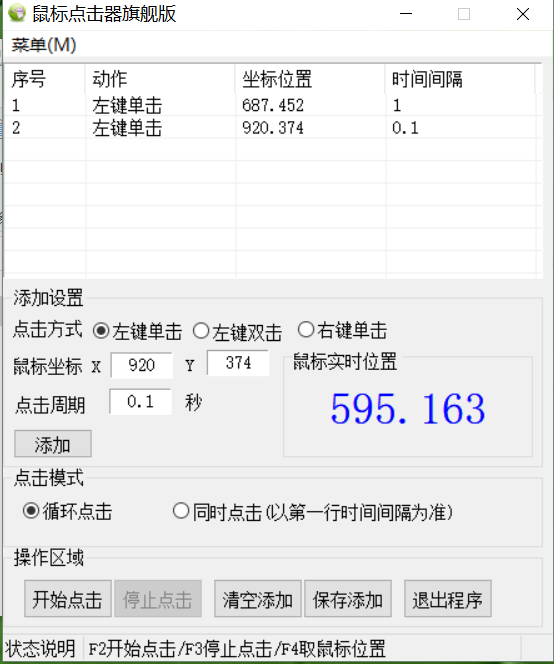 鼠标点击器旗舰版
菜单(M)
序号 动作 坐标位置 时间间隔
1 左键单击 687.452 1
2 左键单击 920.374 0.1
添加设置
点击方式 左键单击 左键双击 右键单击
鼠标坐标 X 920 Y 374 鼠标实时位置
点击周期 0.1 秒 595.163
添加
点击模式
循环点击 同时点击(以第一行时间间隔为准)
操作区域
开始点击 停止点击 清空添加 保存添加 退出程序
状态说明 F2开始点击/F3停止点击/F4取鼠标位置